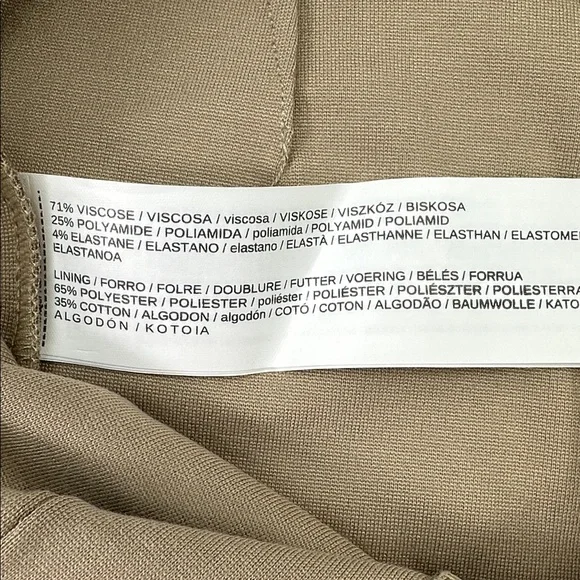 71% VISCOSE / VISCOSA / viscosa / VISKOSE / VISZKÓZ / BISKOSA
25% POLYAMIDE / POLIAMIDA / poliamida / POLYAMID / POLIAMID
4% ELASTANE / ELASTANO / elastano / ELASTÀ / ELASTHANNE / ELASTHAN / ELASTOME
ELASTANOA
LINING / FORRO / FOLRE / DOUBLURE / FUTTER / VOERING / BÉLÉS / FORRUA
65% POLYESTER / POLIESTER / poliéster / POLIÈSTER / POLIÉSZTER / POLIESTERRA
35% COTTON / ALGODON / algodón / COTÓ / COTON / ALGODÃO / BAUMWOLLE / KATO
ALGODÓN / KOTOIA